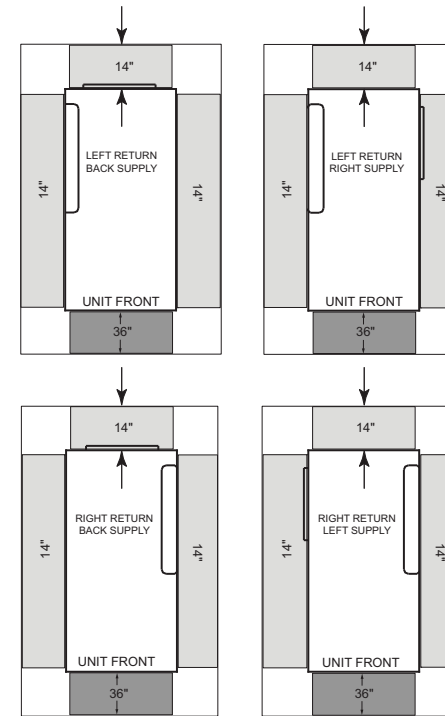 14"
14"
LEFT RETURN
BACK SUPPLY
14"
UNIT FRONT
36"
14"
14"
LEFT RETURN
RIGHT SUPPLY
14"
UNIT FRONT
36"
14"
14"
RIGHT RETURN
BACK SUPPLY
14"
UNIT FRONT
36"
14"
14"
RIGHT RETURN
LEFT SUPPLY
14"
UNIT FRONT
36"